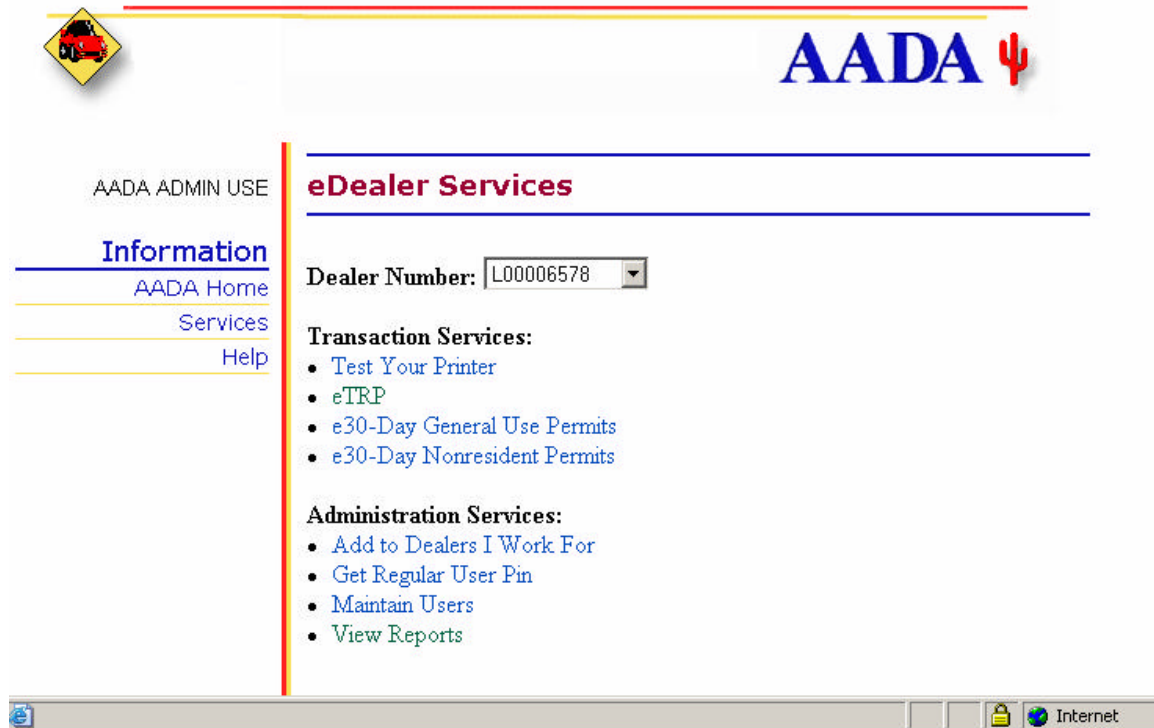 AADA
AADA ADMIN USE
Information
AADA Home
Services
Help
eDealer Services
Dealer Number: L00006578
Transaction Services:
• Test Your Printer
• eTRP
• e30-Day General Use Permits
• e30-Day Nonresident Permits
Administration Services:
• Add to Dealers I Work For
• Get Regular User Pin
• Maintain Users
• View Reports
Internet